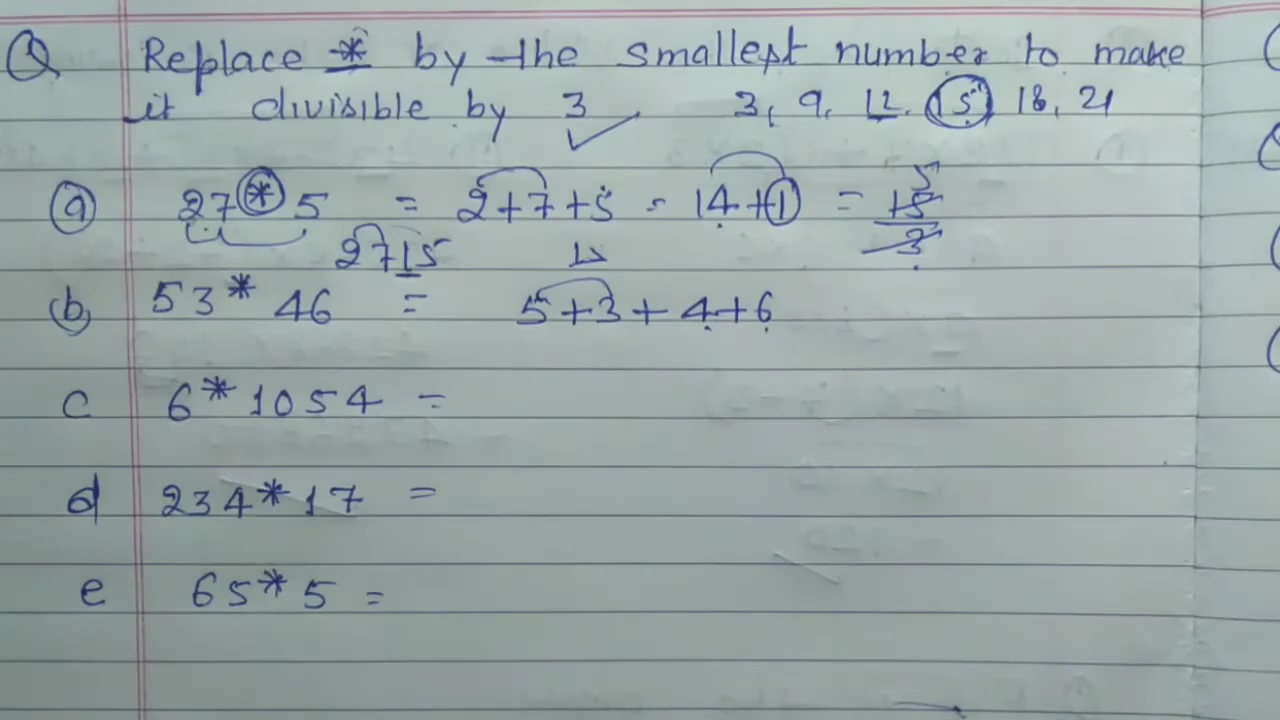 Q Replace * by the smallest number to make
it divisible by 3 ✓ 3, 9, 12, 15, 18, 21
(a) 27*5 = 2+7+5 = 14+1 = 15/3 5
2715
(b) 53*46 = 5+3+4+6
c 6*1054 =
d 234*17 =
e 65*5 =